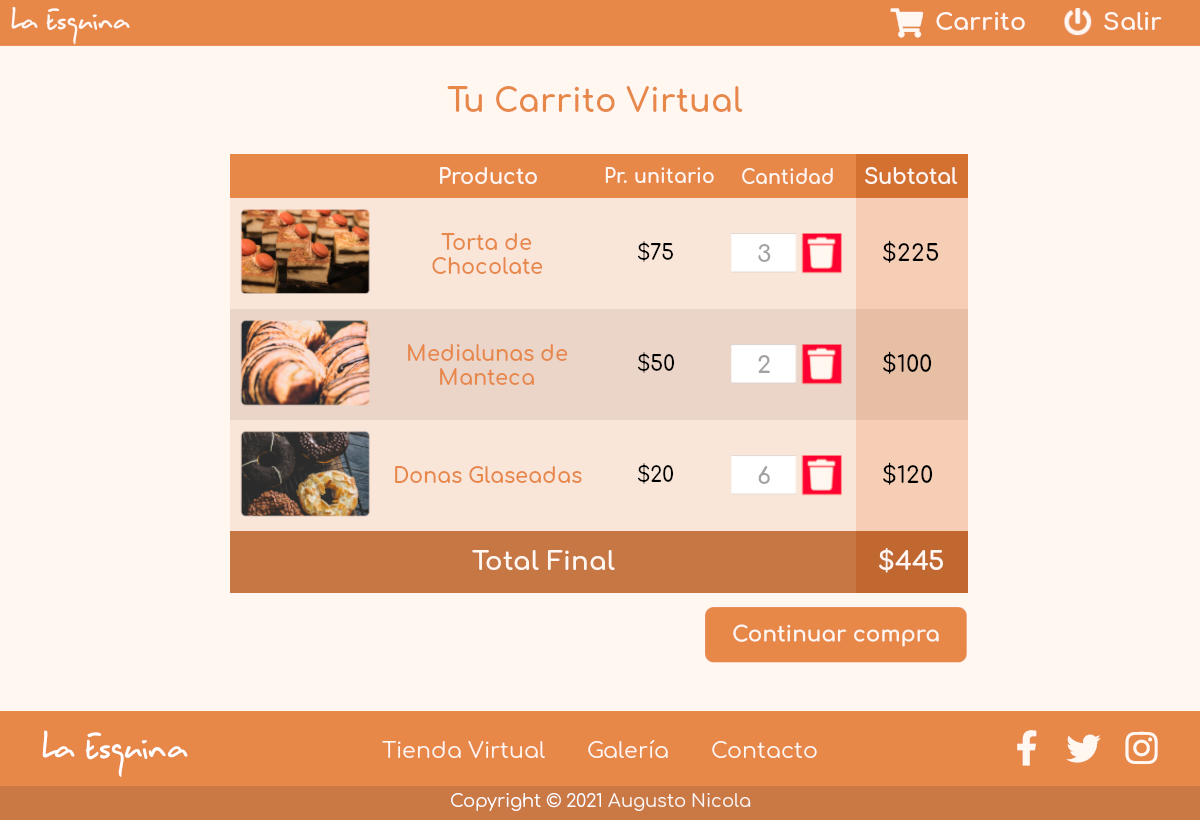 La Esquina
Carrito
Salir
Tu Carrito Virtual
Producto Pr. unitario Cantidad Subtotal
Torta de
Chocolate
$75 3 $225
Medialunas de
Manteca
$50 2 $100
Donas Glaseadas $20 6 $120
Total Final $445
Continuar compra
La Esquina
Tienda Virtual Galería Contacto
Copyright © 2021 Augusto Nicola